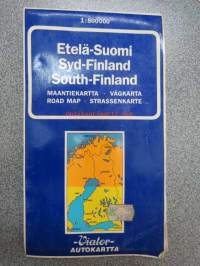 1:800000
Etelä-Suomi
Syd-Finland
South-Finland
MAANTIEKARTTA · VÄGKARTA
ROAD MAP · STRASSENKARTE
-Viator-
AUTOKARTTA